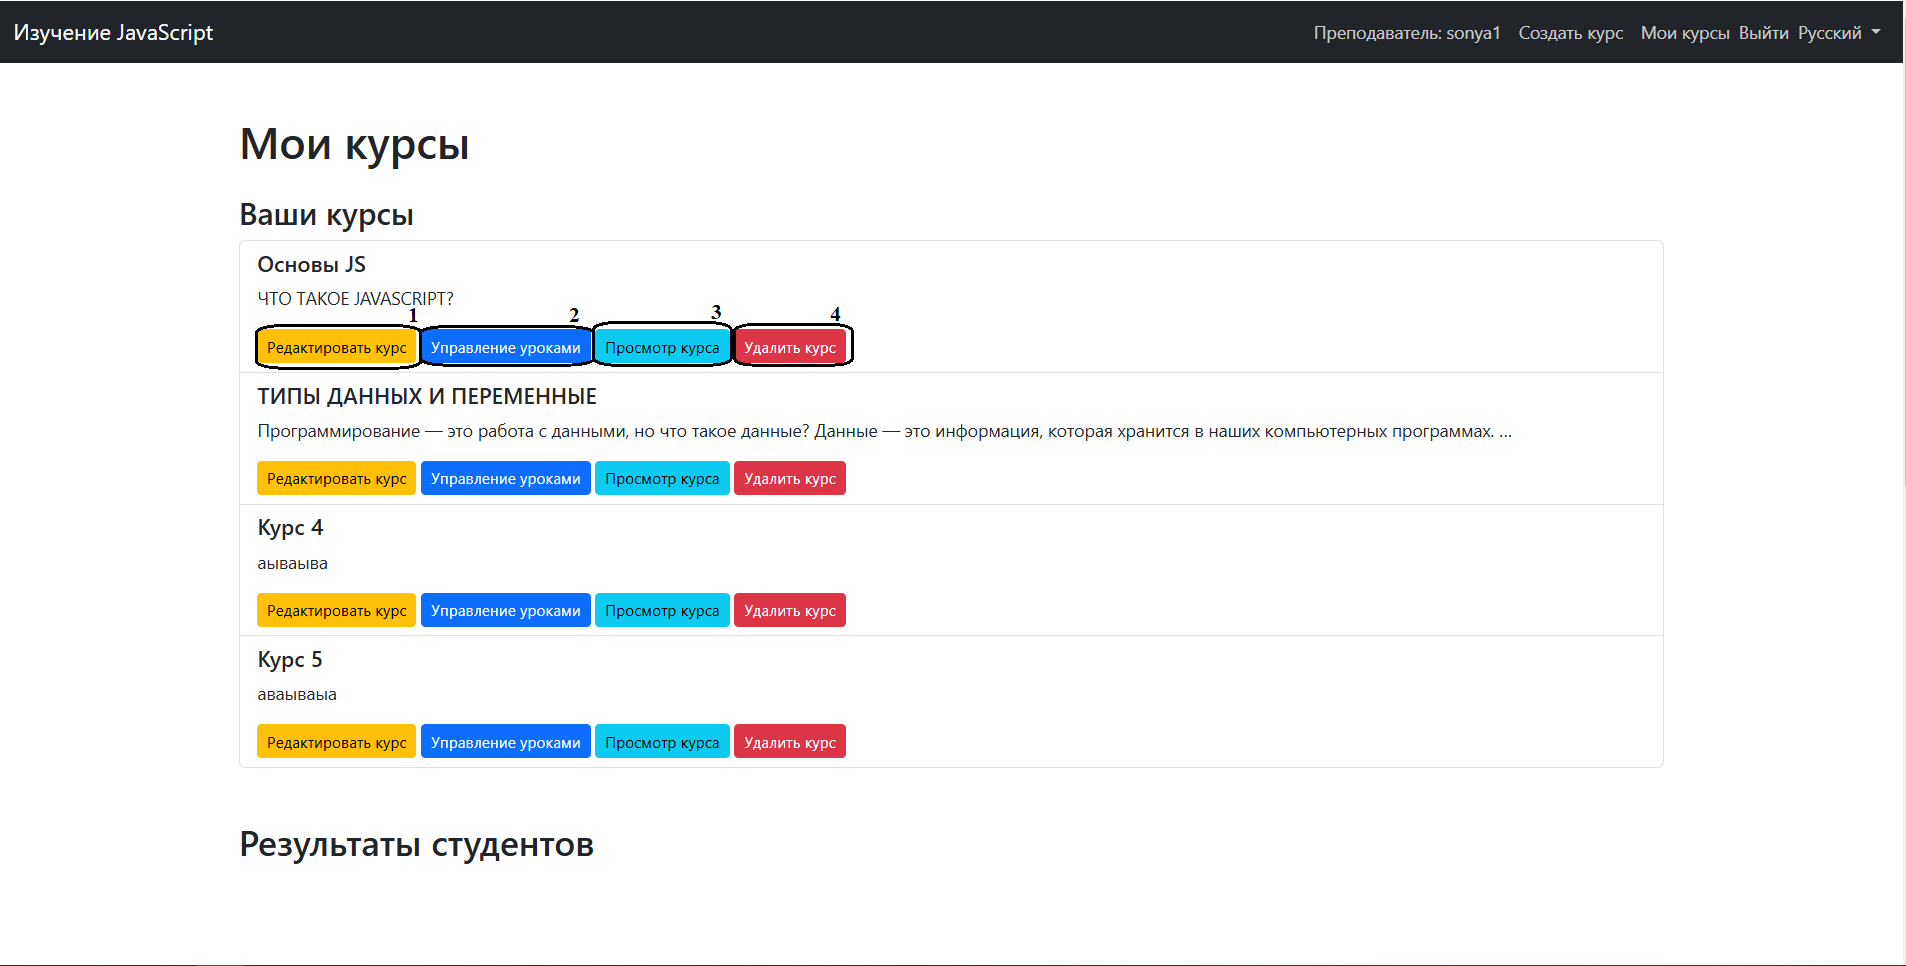 Изучение JavaScript
Преподаватель: sonya1 Создать курс Мои курсы Выйти Русский
Мои курсы
Ваши курсы
Основы JS
ЧТО ТАКОЕ JAVASCRIPT?
1 2 3 4
Редактировать курс Управление уроками Просмотр курса Удалить курс
ТИПЫ ДАННЫХ И ПЕРЕМЕННЫЕ
Программирование — это работа с данными, но что такое данные? Данные — это информация, которая хранится в наших компьютерных программах. ...
Редактировать курс Управление уроками Просмотр курса Удалить курс
Курс 4
аываыва
Редактировать курс Управление уроками Просмотр курса Удалить курс
Курс 5
аваываыа
Редактировать курс Управление уроками Просмотр курса Удалить курс
Результаты студентов